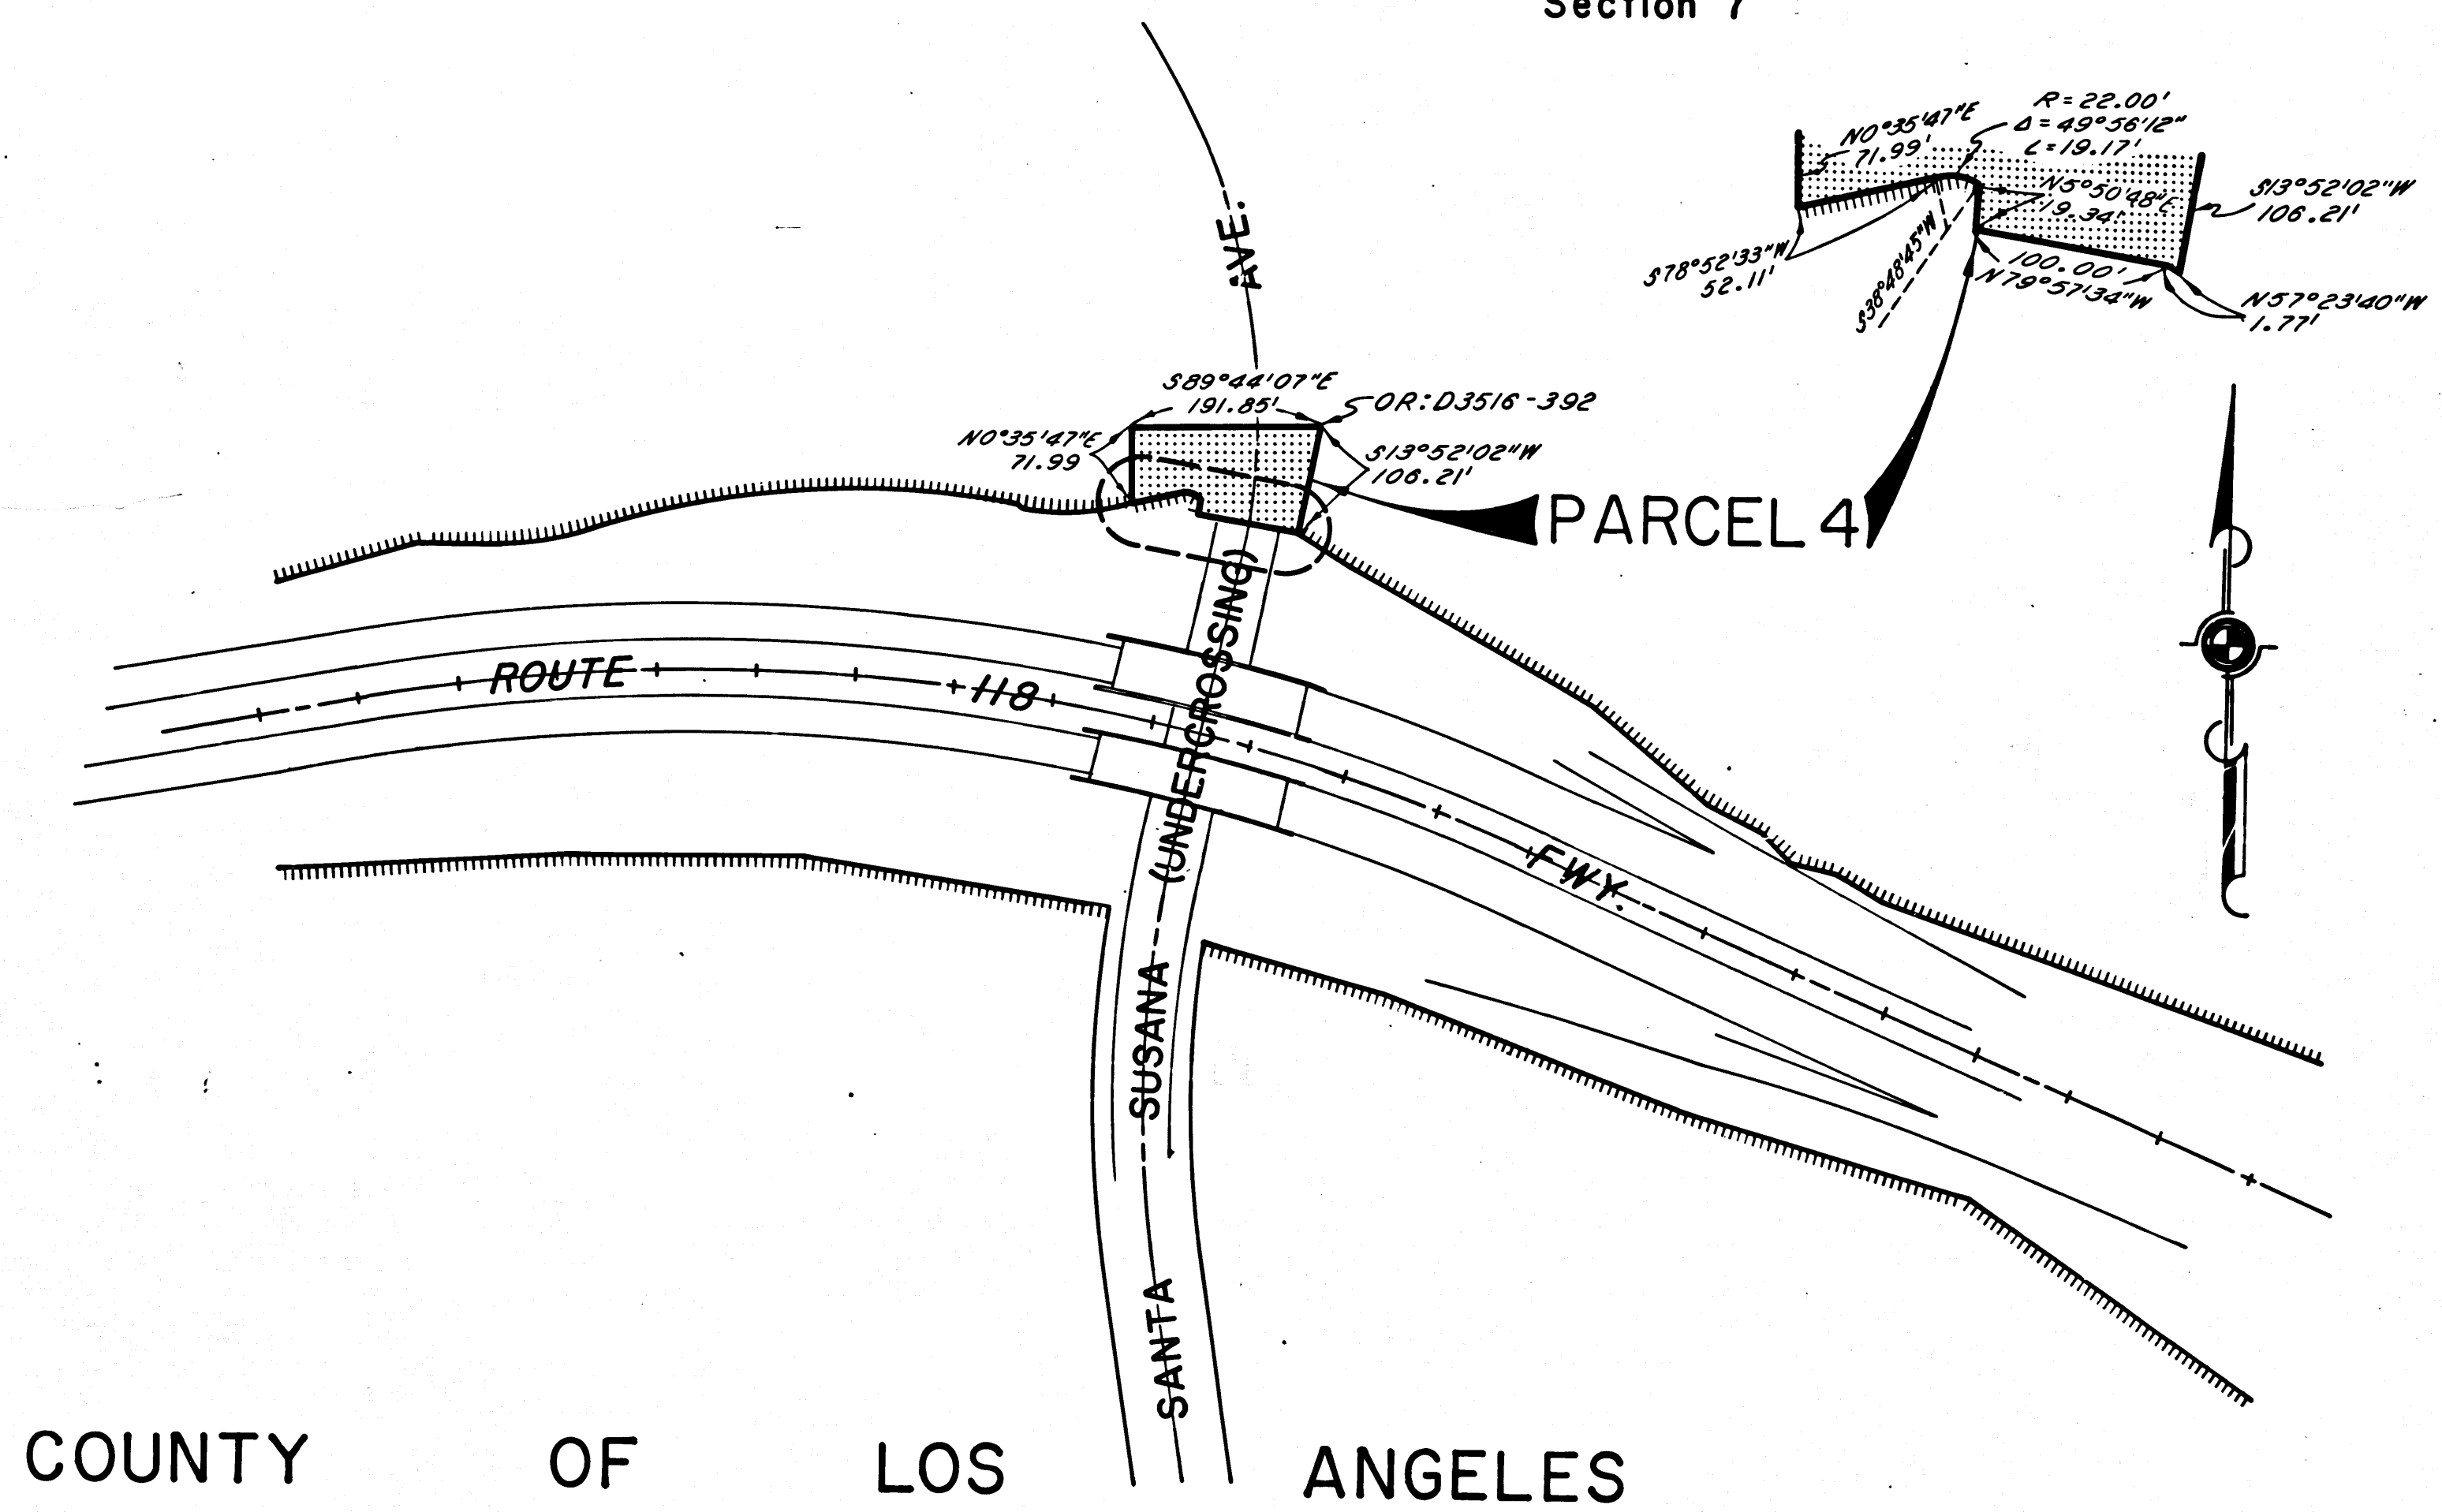 Section 7
AVE.
N0°35'47"E
71.99'
R=22.00'
Δ=49°56'12"
L=19.17'
N5°50'48"E
19.34'
S13°52'02"W
106.21'
S78°52'33"W
52.11'
S38°48'45"W
100.00'
N79°57'34"W
N57°23'40"W
1.77'
S89°44'07"E
191.85'
OR:D3516-392
N0°35'47"E
71.99
S13°52'02"W
106.21'
PARCEL 4
ROUTE 118 FWY.
(UNDERCROSSING)
SUSANA
SANTA
COUNTY OF LOS ANGELES